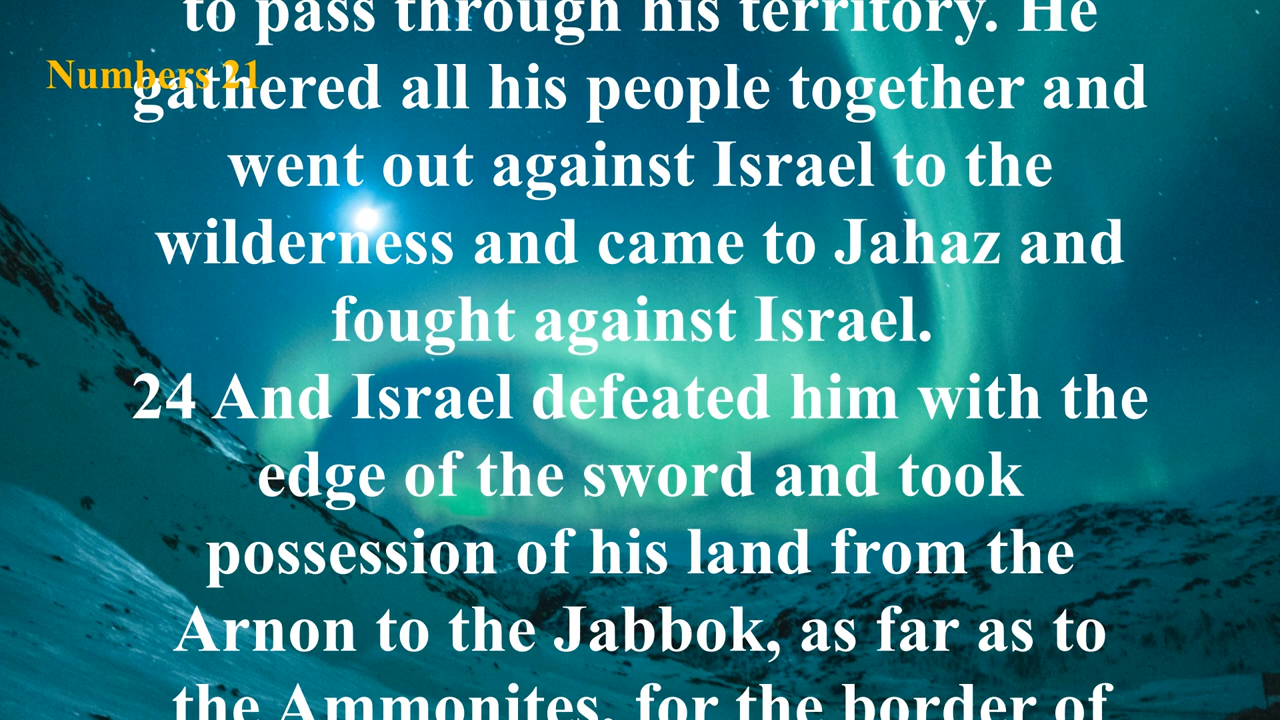 to pass through his territory. He
Numbers 21
gathered all his people together and
went out against Israel to the
wilderness and came to Jahaz and
fought against Israel.
24 And Israel defeated him with the
edge of the sword and took
possession of his land from the
Arnon to the Jabbok, as far as to
the Ammonites, for the border of